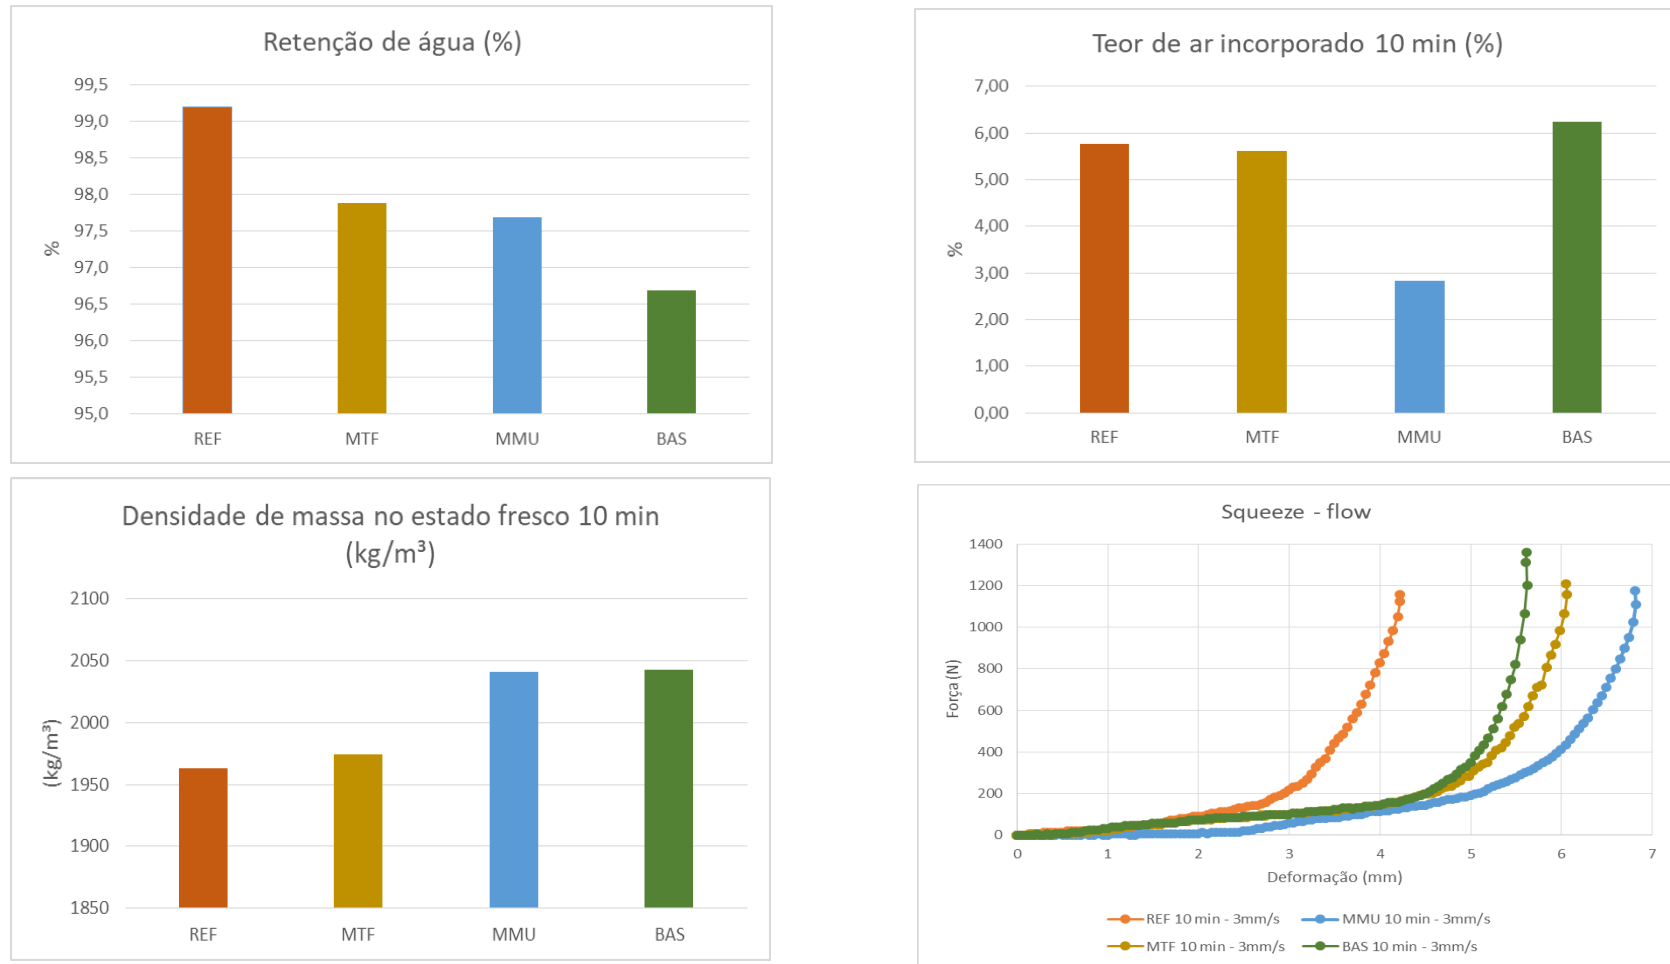 Retenção de água (%)
99,5
99,0
98,5
98,0
97,5
97,0
96,5
96,0
95,5
95,0
%
REF MTF MMU BAS
Teor de ar incorporado 10 min (%)
7,00
6,00
5,00
4,00
3,00
2,00
1,00
0,00
%
REF MTF MMU BAS
Densidade de massa no estado fresco 10 min
(kg/m³)
2100
2050
2000
1950
1900
1850
(kg/m³)
REF MTF MMU BAS
Squeeze - flow
1400
1200
1000
800
600
400
200
0
Força (N)
0 1 2 3 4 5 6 7
Deformação (mm)
REF 10 min - 3mm/s MMU 10 min - 3mm/s
MTF 10 min - 3mm/s BAS 10 min - 3mm/s